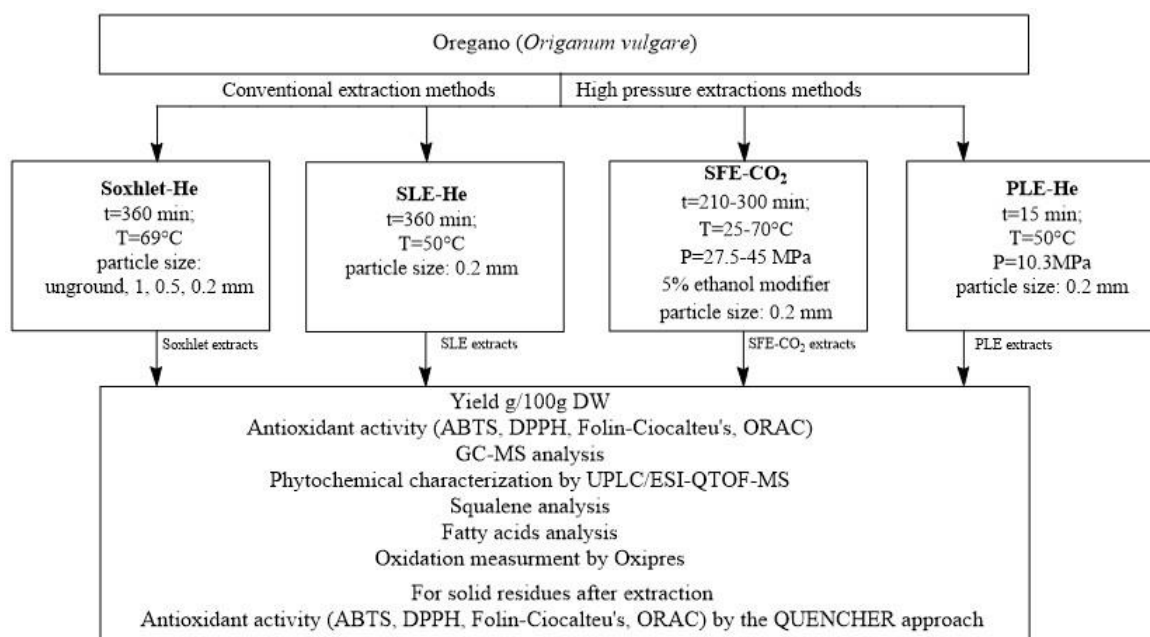 Oregano (Origanum vulgare)
Conventional extraction methods
High pressure extractions methods
Soxhlet-He
t=360 min;
T=69°C
particle size:
unground, 1, 0.5, 0.2 mm
SLE-He
t=360 min;
T=50°C
particle size: 0.2 mm
SFE-CO₂
t=210-300 min;
T=25-70°C
P=27.5-45 MPa
5% ethanol modifier
particle size: 0.2 mm
PLE-He
t=15 min;
T=50°C
P=10.3MPa
particle size: 0.2 mm
Soxhlet extracts
SLE extracts
SFE-CO₂ extracts
PLE extracts
Yield g/100g DW
Antioxidant activity (ABTS, DPPH, Folin-Ciocalteu's, ORAC)
GC-MS analysis
Phytochemical characterization by UPLC/ESI-QTOF-MS
Squalene analysis
Fatty acids analysis
Oxidation measurment by Oxipres
For solid residues after extraction
Antioxidant activity (ABTS, DPPH, Folin-Ciocalteu's, ORAC) by the QUENCHER approach